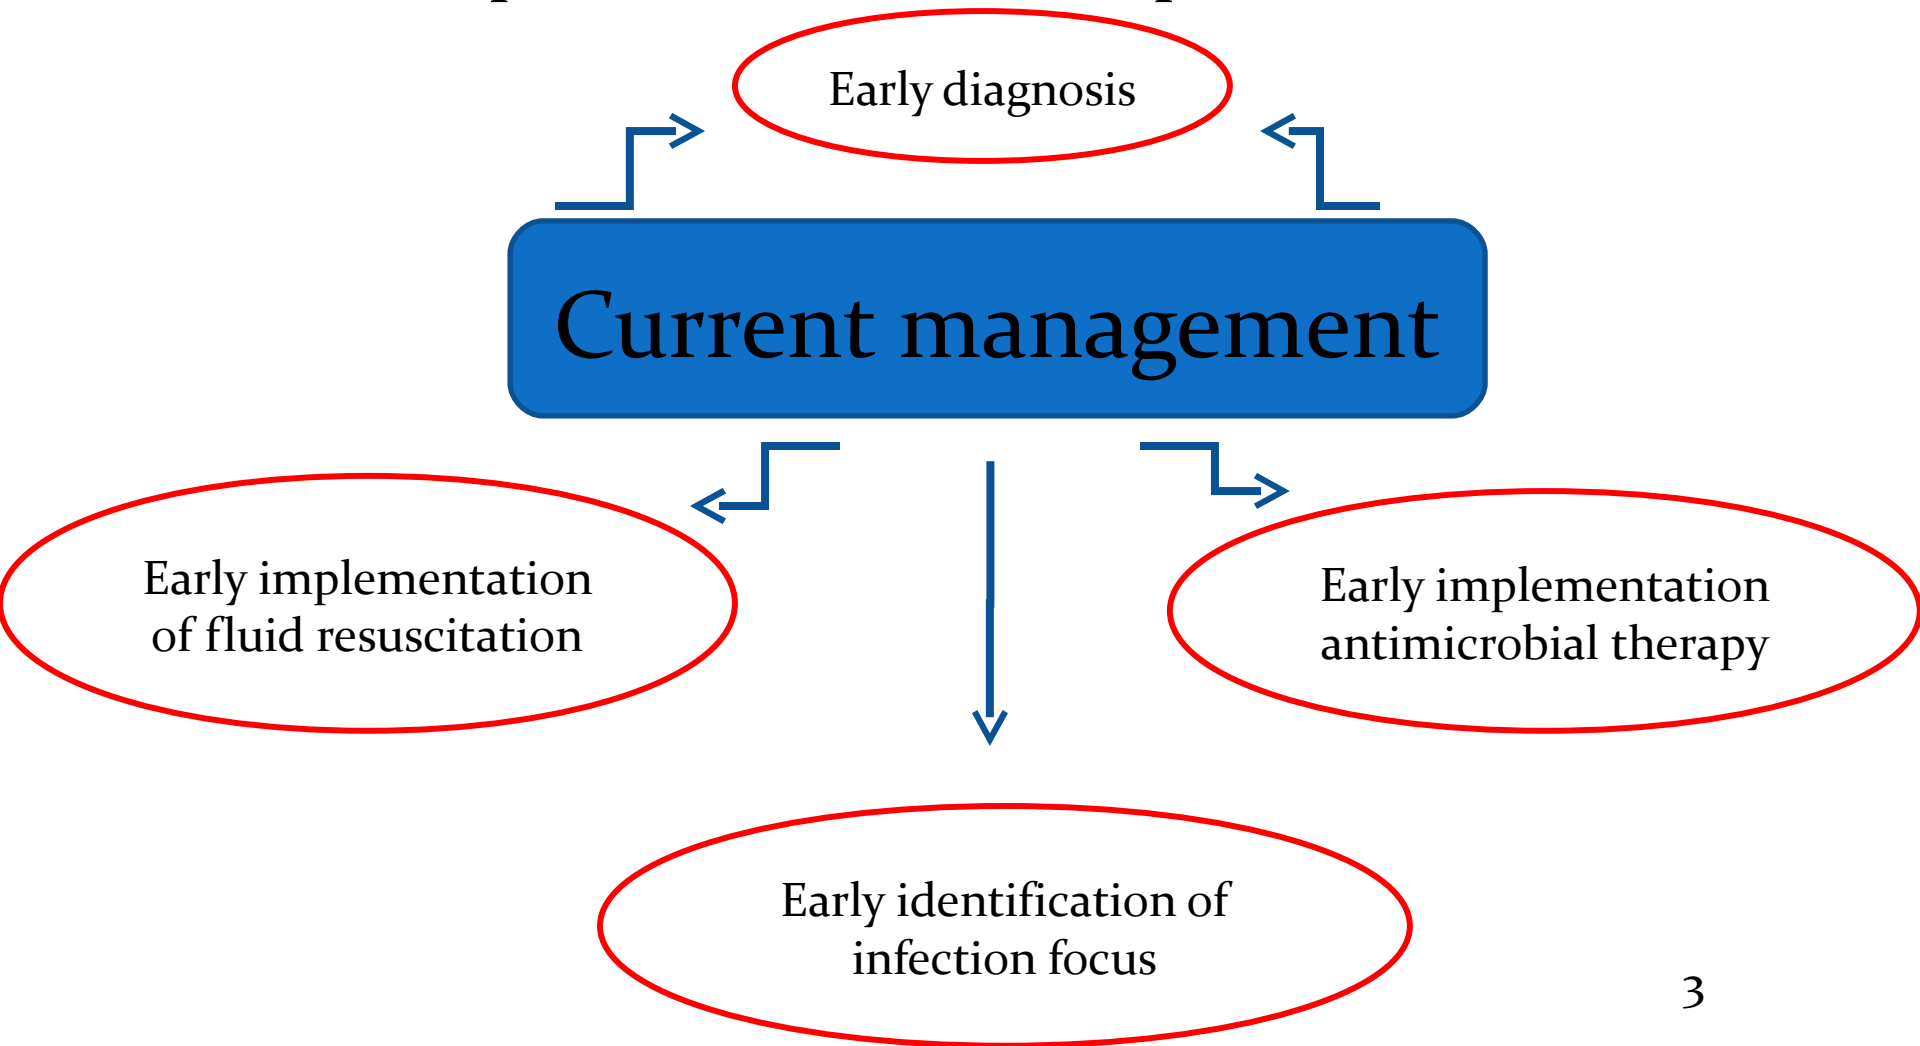 Early diagnosis
Current management
Early implementation
of fluid resuscitation
Early implementation
antimicrobial therapy
Early identification of
infection focus
3